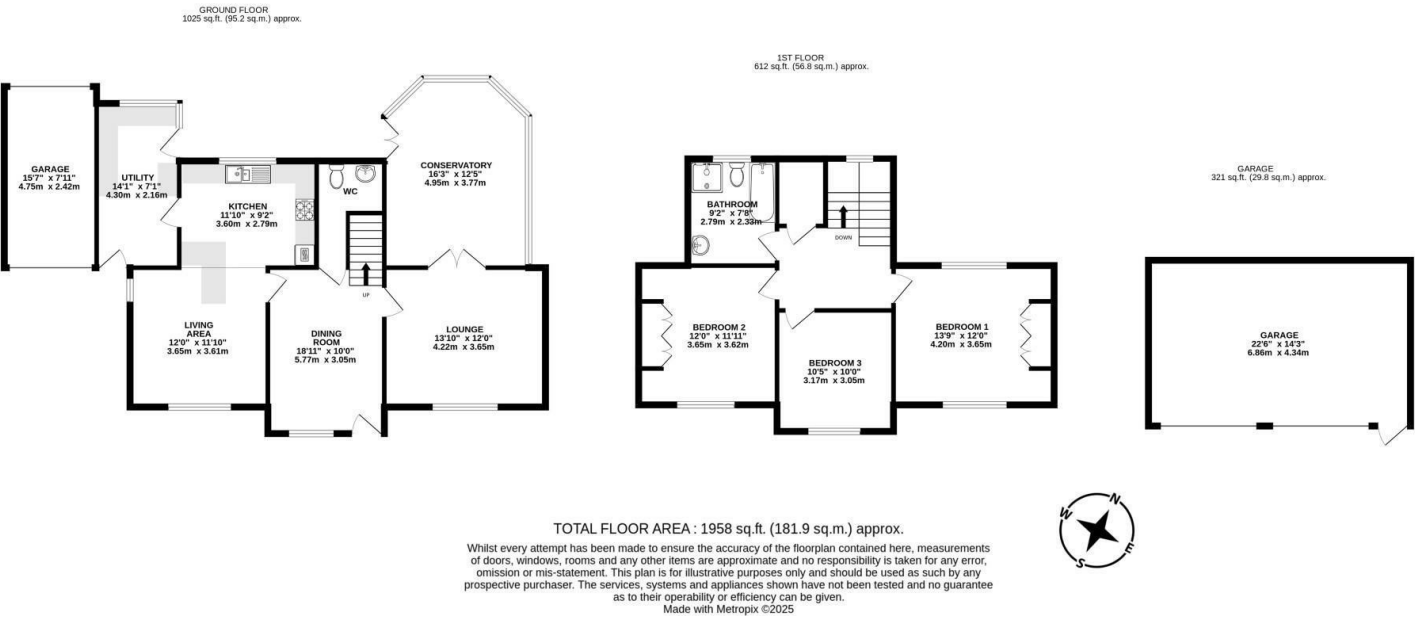 GROUND FLOOR
1025 sq.ft. (95.2 sq.m.) approx.
GARAGE
15'7" x 7'11"
4.75m x 2.42m
UTILITY
14'1" x 7'1"
4.30m x 2.16m
KITCHEN
11'10" x 9'2"
3.60m x 2.79m
WC
CONSERVATORY
16'3" x 12'5"
4.95m x 3.77m
UP
LIVING
AREA
12'0" x 11'10"
3.65m x 3.61m
DINING
ROOM
18'11" x 10'0"
5.77m x 3.05m
LOUNGE
13'10" x 12'0"
4.22m x 3.65m
1ST FLOOR
612 sq.ft. (56.8 sq.m.) approx.
BATHROOM
9'2" x 7'8"
2.79m x 2.33m
DOWN
BEDROOM 2
12'0" x 11'11"
3.65m x 3.62m
BEDROOM 3
10'5" x 10'0"
3.17m x 3.05m
BEDROOM 1
13'9" x 12'0"
4.20m x 3.65m
GARAGE
321 sq.ft. (29.8 sq.m.) approx.
GARAGE
22'6" x 14'3"
6.86m x 4.34m
TOTAL FLOOR AREA : 1958 sq.ft. (181.9 sq.m.) approx.
Whilst every attempt has been made to ensure the accuracy of the floorplan contained here, measurements
of doors, windows, rooms and any other items are approximate and no responsibility is taken for any error,
omission or mis-statement. This plan is for illustrative purposes only and should be used as such by any
prospective purchaser. The services, systems and appliances shown have not been tested and no guarantee
as to their operability or efficiency can be given.
Made with Metropix ©2025
N
W
E
S